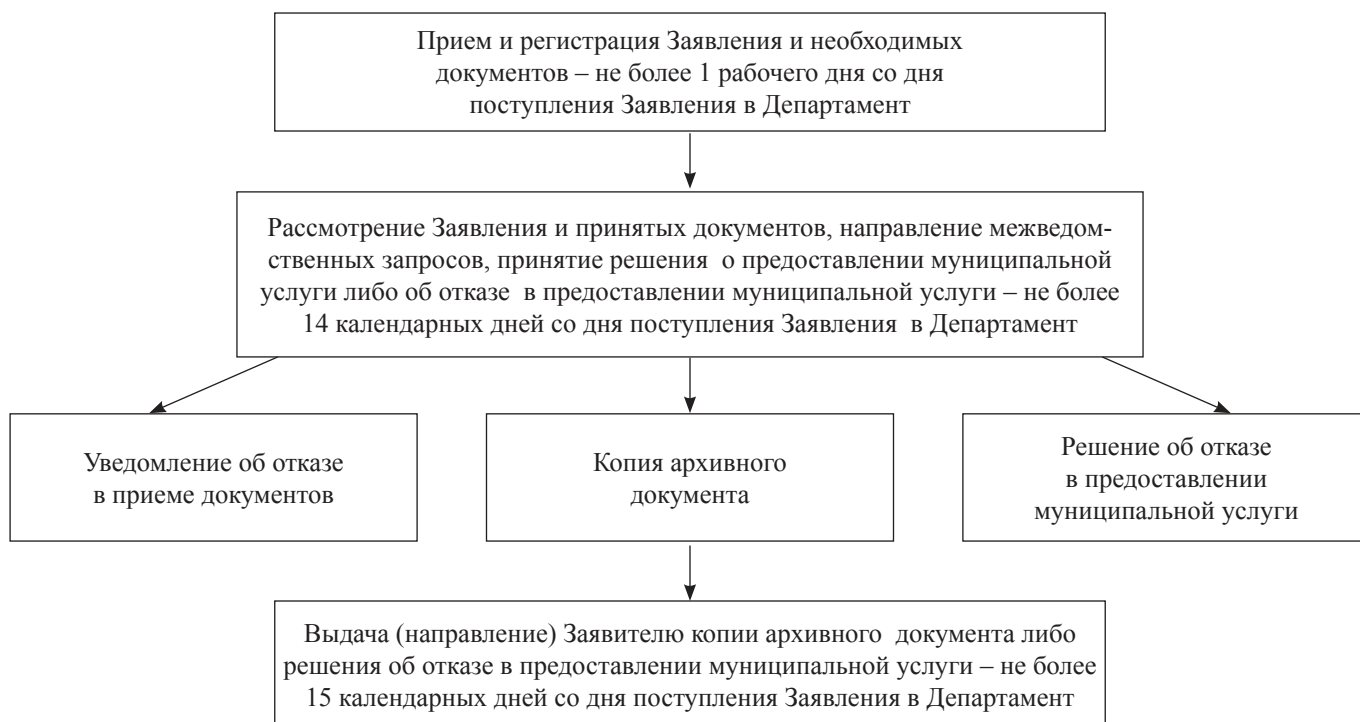 Прием и регистрация Заявления и необходимых
документов – не более 1 рабочего дня со дня
поступления Заявления в Департамент
Рассмотрение Заявления и принятых документов, направление межведом-
ственных запросов, принятие решения о предоставлении муниципальной
услуги либо об отказе в предоставлении муниципальной услуги – не более
14 календарных дней со дня поступления Заявления в Департамент
Уведомление об отказе
в приеме документов
Копия архивного
документа
Решение об отказе
в предоставлении
муниципальной услуги
Выдача (направление) Заявителю копии архивного документа либо
решения об отказе в предоставлении муниципальной услуги – не более
15 календарных дней со дня поступления Заявления в Департамент